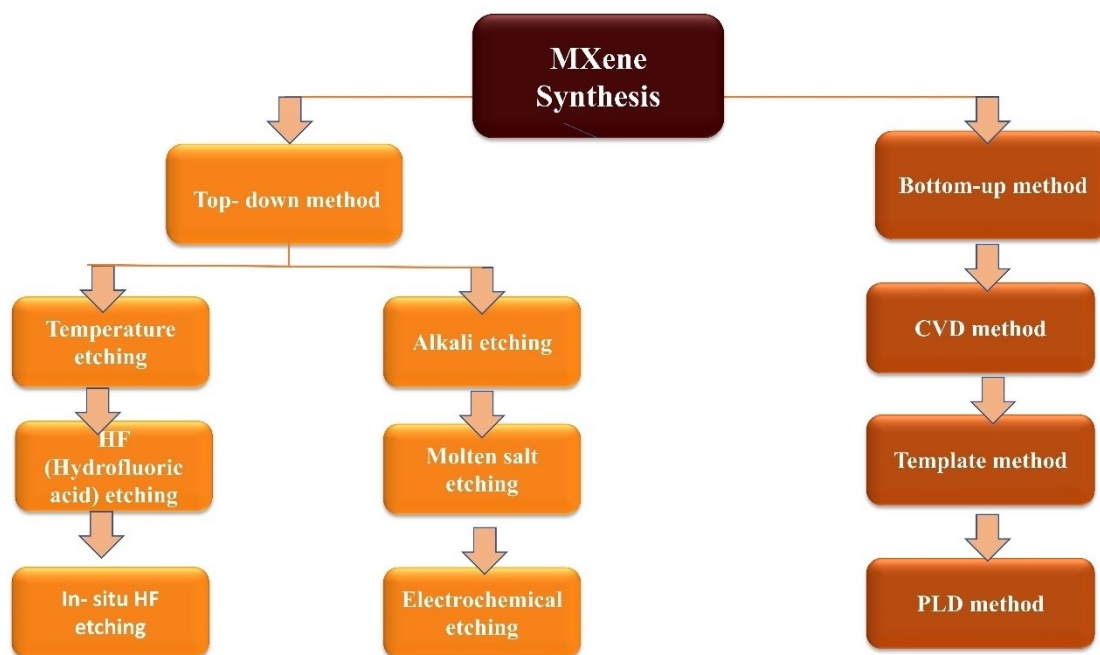 MXene
Synthesis
Top- down method
Bottom-up method
Temperature
etching
Alkali etching
CVD method
HF
(Hydrofluoric
acid) etching
Molten salt
etching
Template method
In- situ HF
etching
Electrochemical
etching
PLD method